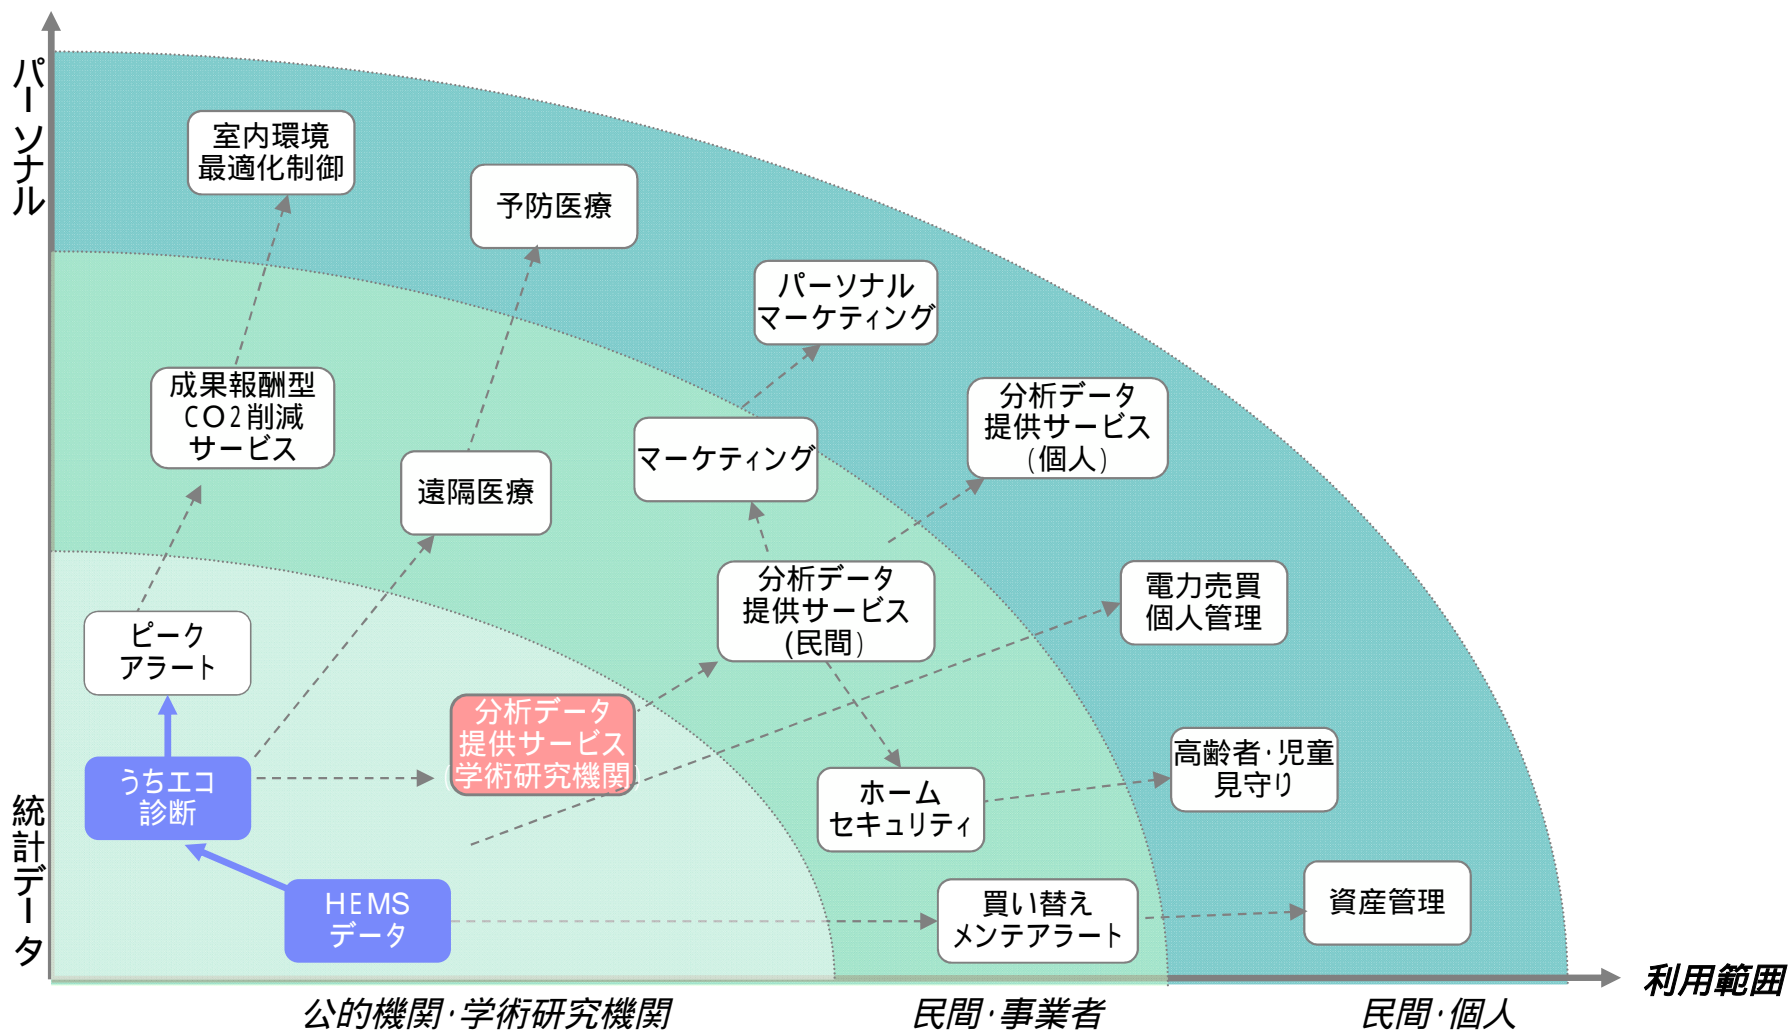 パーソナル
統計データ
室内環境
最適化制御
予防医療
パーソナル
マーケティング
成果報酬型
CO2削減
サービス
遠隔医療
マーケティング
分析データ
提供サービス
(個人)
分析データ
提供サービス
(民間)
電力売買
個人管理
ピーク
アラート
分析データ
提供サービス
(学術研究機関)
うちエコ
診断
ホーム
セキュリティ
高齢者・児童
見守り
HEMS
データ
買い替え
メンテアラート
資産管理
利用範囲
公的機関・学術研究機関
民間・事業者
民間・個人